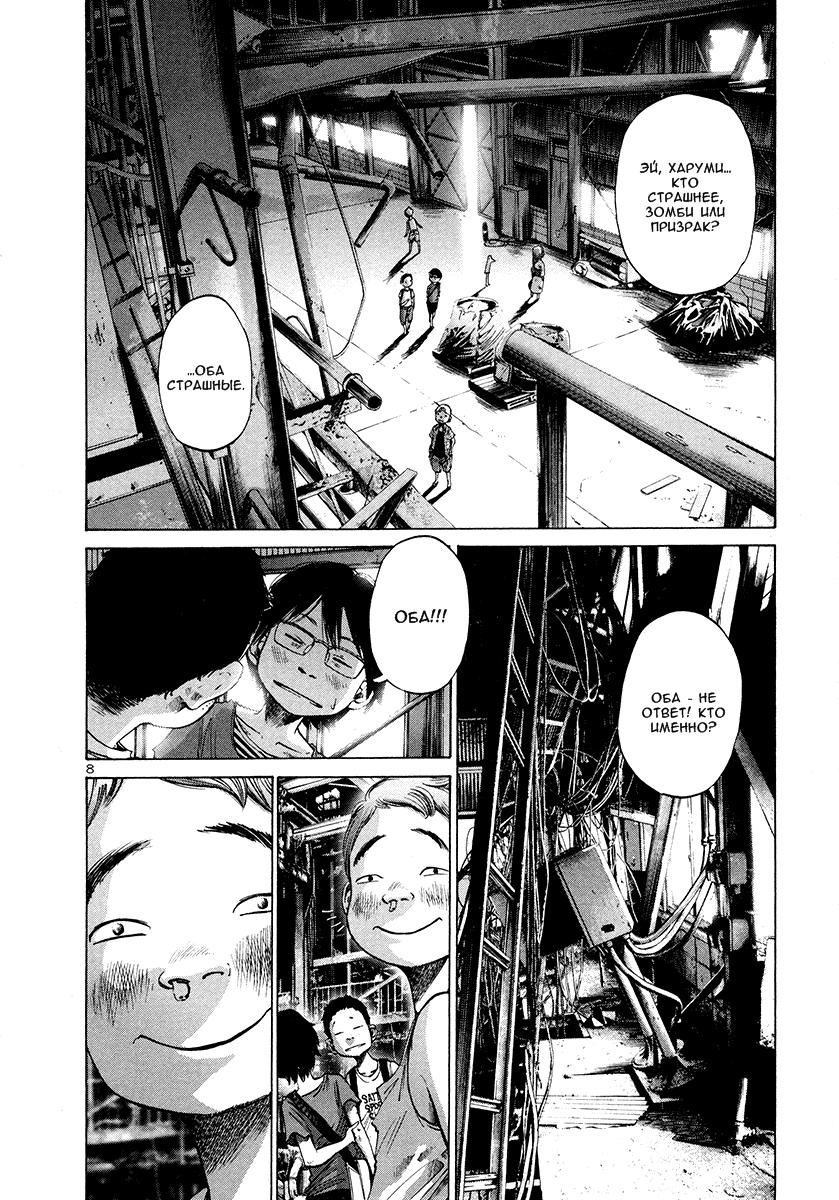 ЭЙ, ХАРУМИ...
КТО
СТРАШНЕЕ,
ЗОМБИ ИЛИ
ПРИЗРАК?
...ОБА
СТРАШНЫЕ.
ОБА - НЕ
ОТВЕТ! КТО
ИМЕННО?
ОБА!!!
8